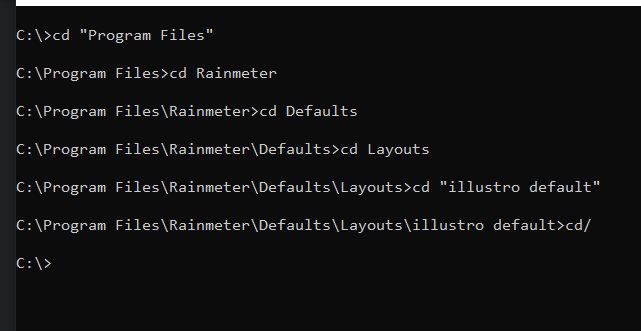 C:\>cd "Program Files"
C:\Program Files>cd Rainmeter
C:\Program Files\Rainmeter>cd Defaults
C:\Program Files\Rainmeter\Defaults>cd Layouts
C:\Program Files\Rainmeter\Defaults\Layouts>cd "illustro default"
C:\Program Files\Rainmeter\Defaults\Layouts\illustro default>cd/
C:\>